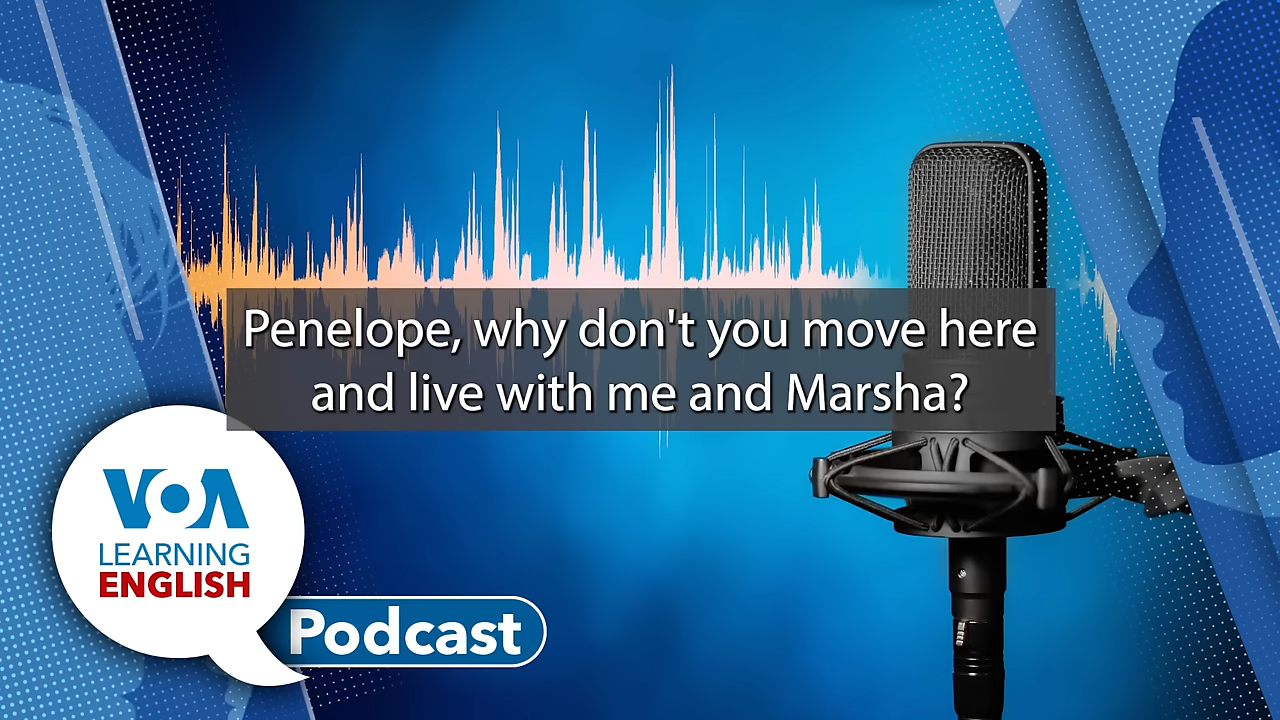 Penelope, why don't you move here
and live with me and Marsha?
VOA
LEARNING
ENGLISH
Podcast